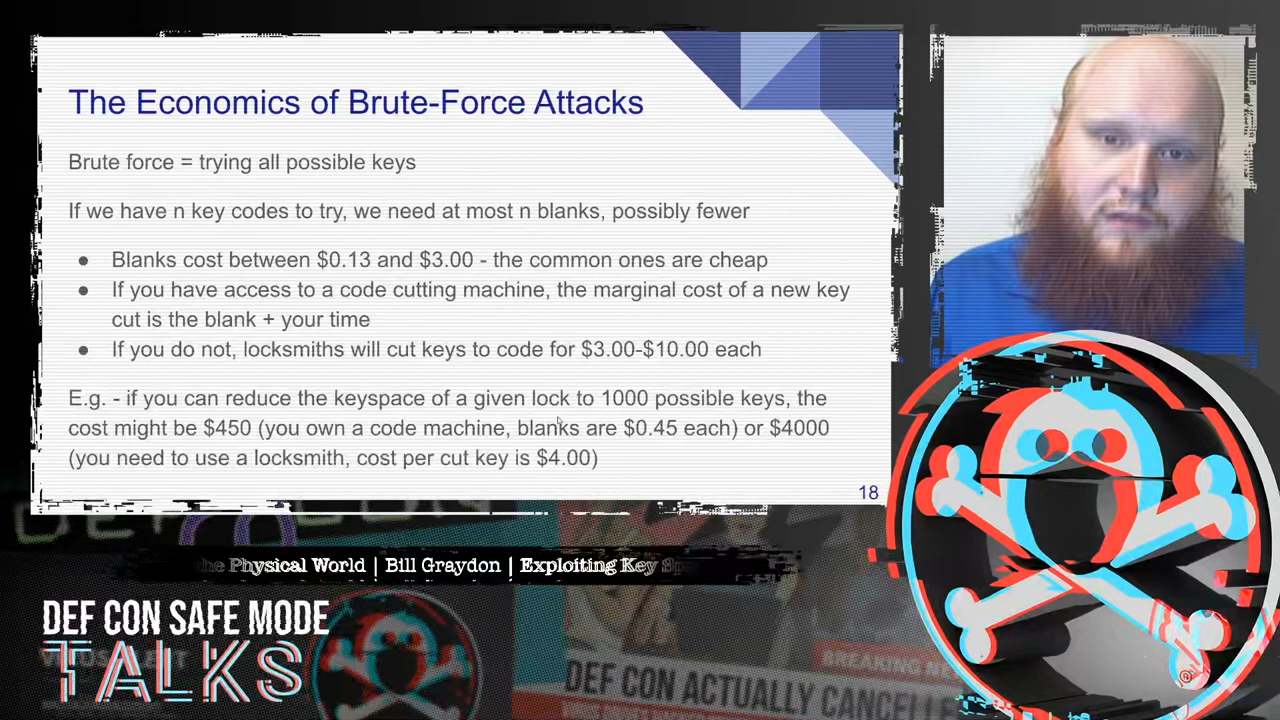 The Economics of Brute-Force Attacks
Brute force = trying all possible keys
If we have n key codes to try, we need at most n blanks, possibly fewer
● Blanks cost between $0.13 and $3.00 - the common ones are cheap
● If you have access to a code cutting machine, the marginal cost of a new key
cut is the blank + your time
● If you do not, locksmiths will cut keys to code for $3.00-$10.00 each
E.g. - if you can reduce the keyspace of a given lock to 1000 possible keys, the
cost might be $450 (you own a code machine, blanks are $0.45 each) or $4000
(you need to use a locksmith, cost per cut key is $4.00)
18
DEF CON
the Physical World | Bill Graydon | Exploiting Key Sp
DEF CON SAFE MODE
TALKS
BREAKING NE
DEF CON ACTUALLY CANCELLE
®